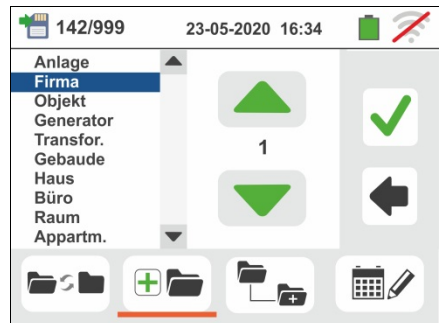 142/999 23-05-2020 16:34
Anlage
Firma
Objekt
Generator
Transfor.
Gebaude
Haus
Büro
Raum
Appartm.
1